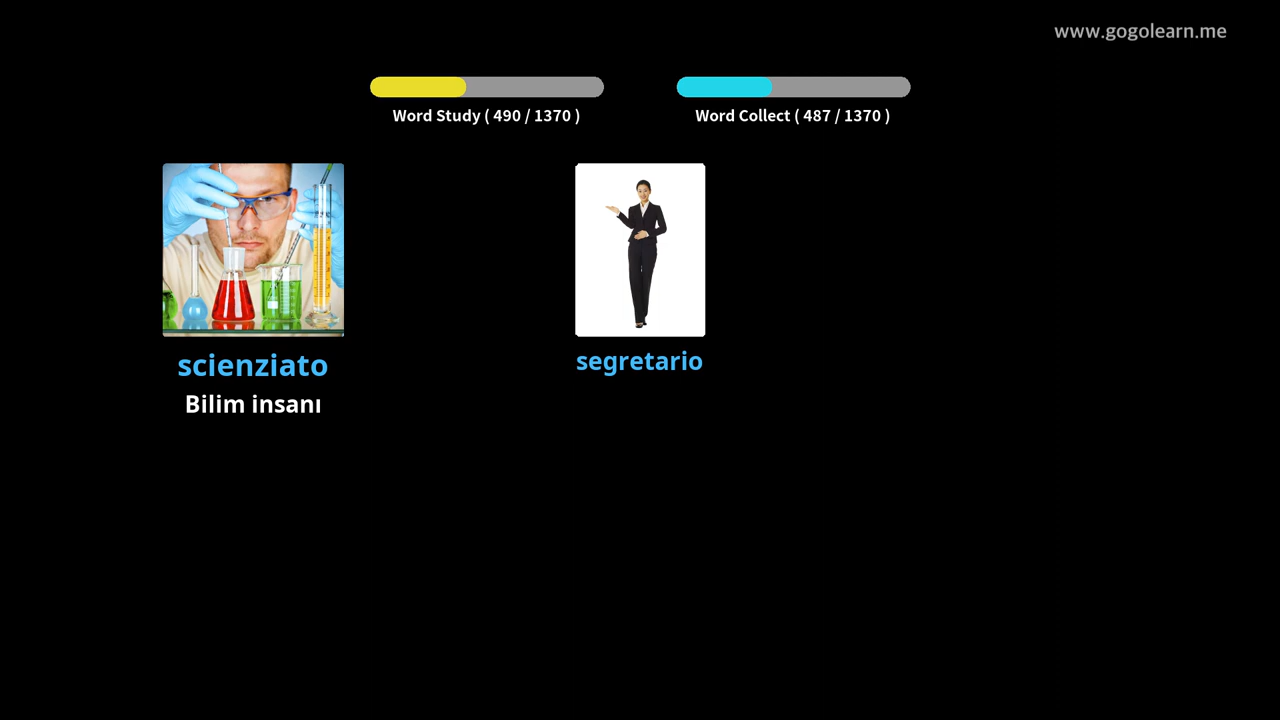 www.gogolearn.me
Word Study ( 490 / 1370 )
Word Collect ( 487 / 1370 )
scienziato
Bilim insanı
segretario